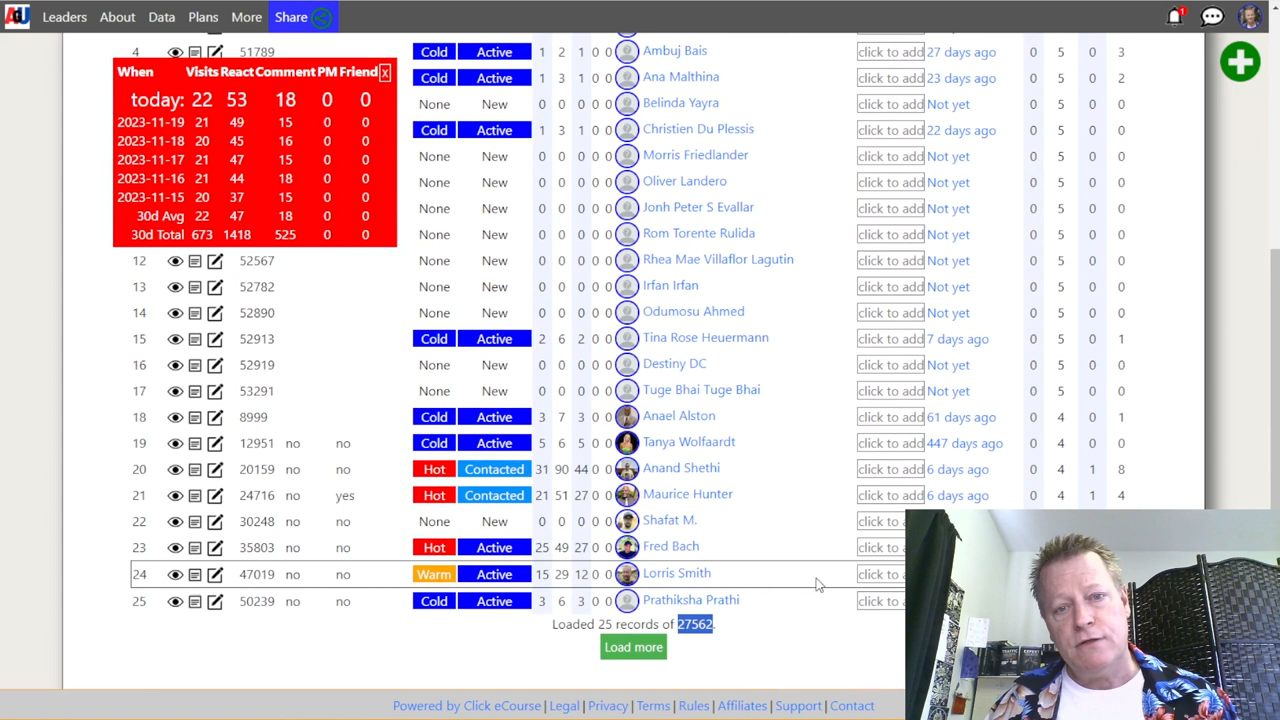 Leaders About Data Plans More Share 1
4 51789 Cold Active 1 2 1 0 0 Ambuj Bais click to add 27 days ago 0 5 0 3
When Visits React Comment PM Friend X
Cold Active 1 3 1 0 0 Ana Malthina click to add 23 days ago 0 5 0 2
today: 22 53 18 0 0
None New 0 0 0 0 0 Belinda Yayra click to add Not yet 0 5 0 0
2023-11-19 21 49 15 0 0
Cold Active 1 3 1 0 0 Christien Du Plessis click to add 22 days ago 0 5 0 1
2023-11-18 20 45 16 0 0
None New 0 0 0 0 0 Morris Friedlander click to add Not yet 0 5 0 0
2023-11-17 21 47 15 0 0
2023-11-16 21 44 18 0 0
None New 0 0 0 0 0 Oliver Landero click to add Not yet 0 5 0 0
2023-11-15 20 37 15 0 0
None New 0 0 0 0 0 Jonh Peter S Evallar click to add Not yet 0 5 0 0
30d Avg 22 47 18 0 0
None New 0 0 0 0 0 Rom Torente Rulida click to add Not yet 0 5 0 0
30d Total 673 1418 525 0 0
12 52567 None New 0 0 0 0 0 Rhea Mae Villaflor Lagutin click to add Not yet 0 5 0 0
13 52782 None New 0 0 0 0 0 Irfan Irfan click to add Not yet 0 5 0 0
14 52890 None New 0 0 0 0 0 Odumosu Ahmed click to add Not yet 0 5 0 0
15 52913 Cold Active 2 6 2 0 0 Tina Rose Heuermann click to add 7 days ago 0 5 0 1
16 52919 None New 0 0 0 0 0 Destiny DC click to add Not yet 0 5 0 0
17 53291 None New 0 0 0 0 0 Tuge Bhai Tuge Bhai click to add Not yet 0 5 0 0
18 8999 Cold Active 3 7 3 0 0 Anael Alston click to add 61 days ago 0 4 0 1
19 12951 no no Cold Active 5 6 5 0 0 Tanya Wolfaardt click to add 447 days ago 0 4 0 0
20 20159 no no Hot Contacted 31 90 44 0 0 Anand Shethi click to add 6 days ago 0 4 1 8
21 24716 no yes Hot Contacted 21 51 27 0 0 Maurice Hunter click to add 6 days ago 0 4 1 4
22 30248 no no None New 0 0 0 0 0 Shafat M. click to a
23 35803 no no Hot Active 25 49 27 0 0 Fred Bach click to a
24 47019 no no Warm Active 15 29 12 0 0 Lorris Smith click to a
25 50239 no no Cold Active 3 6 3 0 0 Prathiksha Prathi click to a
Loaded 25 records of 27562.
Load more
Powered by Click eCourse | Legal | Privacy | Terms | Rules | Affiliates | Support | Contact